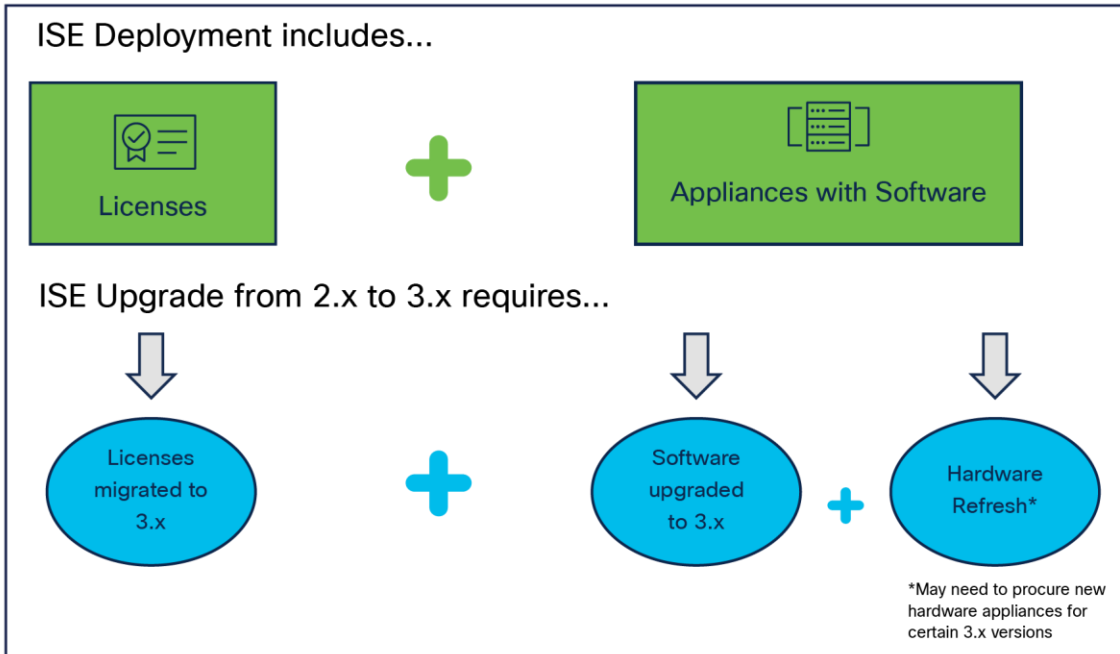 ISE Deployment includes...
Licenses
Appliances with Software
ISE Upgrade from 2.x to 3.x requires...
Licenses
migrated to
3.x
Software
upgraded
to 3.x
Hardware
Refresh*
*May need to procure new
hardware appliances for
certain 3.x versions